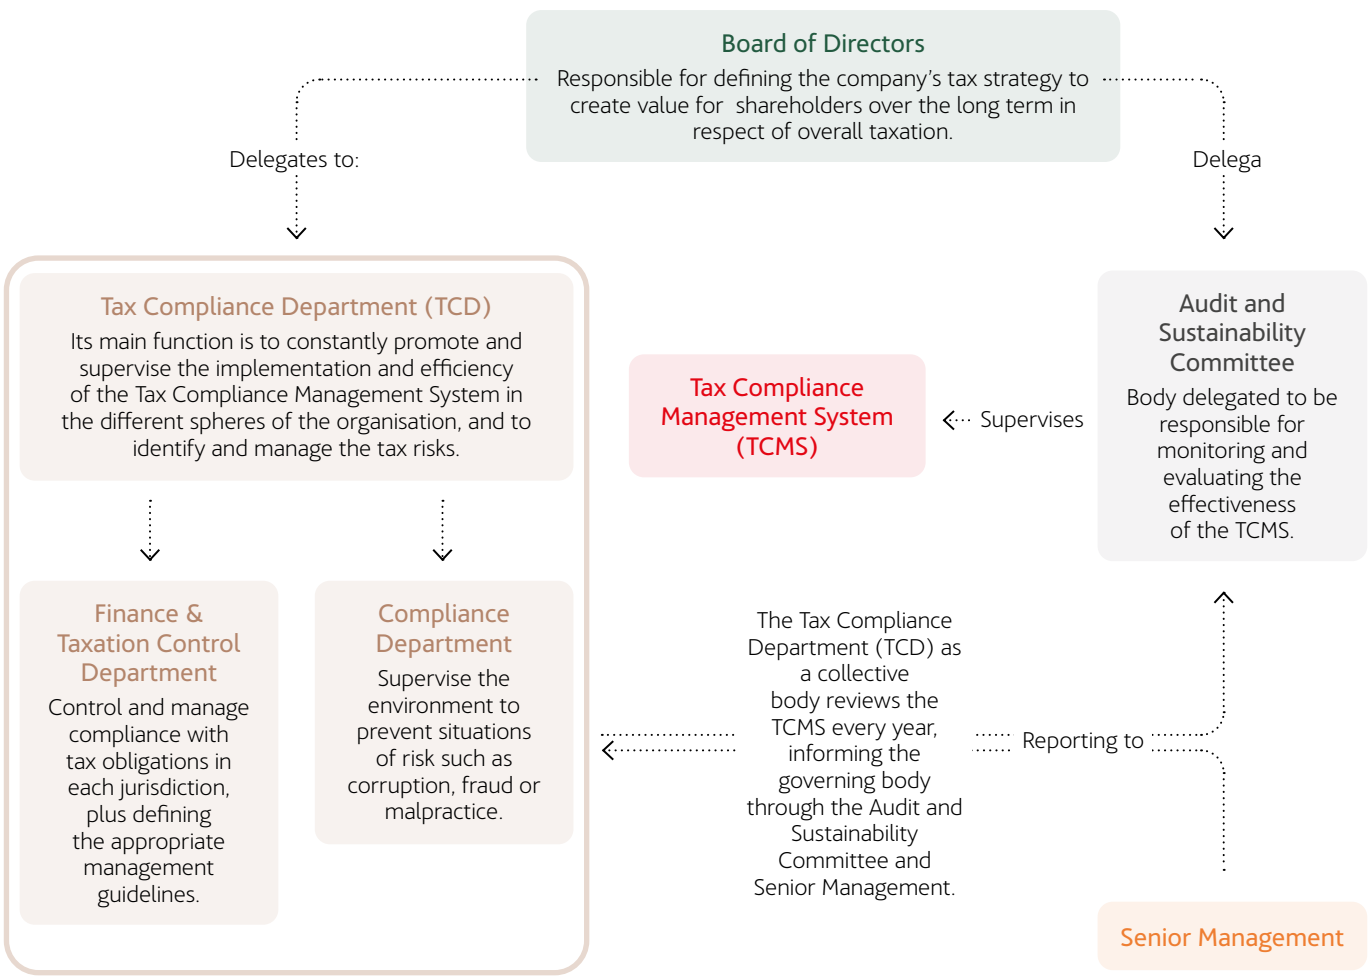 Board of Directors
Responsible for defining the company’s tax strategy to
create value for shareholders over the long term in
respect of overall taxation.
Delegates to:
Delega
Tax Compliance Department (TCD)
Its main function is to constantly promote and
supervise the implementation and efficiency
of the Tax Compliance Management System in
the different spheres of the organisation, and to
identify and manage the tax risks.
Tax Compliance
Management System
(TCMS)
Supervises
Audit and
Sustainability
Committee
Body delegated to be
responsible for
monitoring and
evaluating the
effectiveness
of the TCMS.
Finance &
Taxation Control
Department
Control and manage
compliance with
tax obligations in
each jurisdiction,
plus defining
the appropriate
management
guidelines.
Compliance
Department
Supervise the
environment to
prevent situations
of risk such as
corruption, fraud or
malpractice.
The Tax Compliance
Department (TCD) as
a collective
body reviews the
TCMS every year,
informing the
governing body
through the Audit and
Sustainability
Committee and
Senior Management.
Reporting to
Senior Management